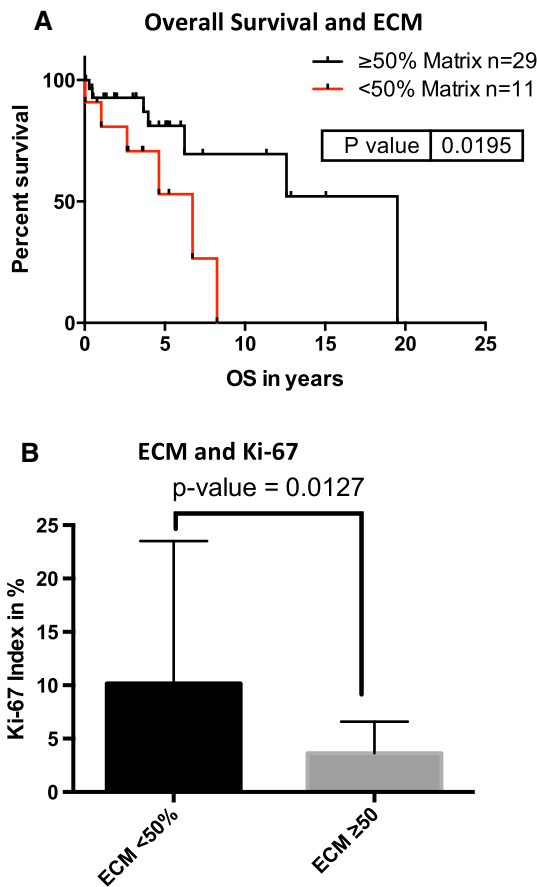 A
Overall Survival and ECM
≥50% Matrix n=29
<50% Matrix n=11
P value 0.0195
Percent survival
100
50
0
0 5 10 15 20 25
OS in years
B
ECM and Ki-67
p-value = 0.0127
Ki-67 Index in %
25
20
15
10
5
0
ECM <50%
ECM ≥50